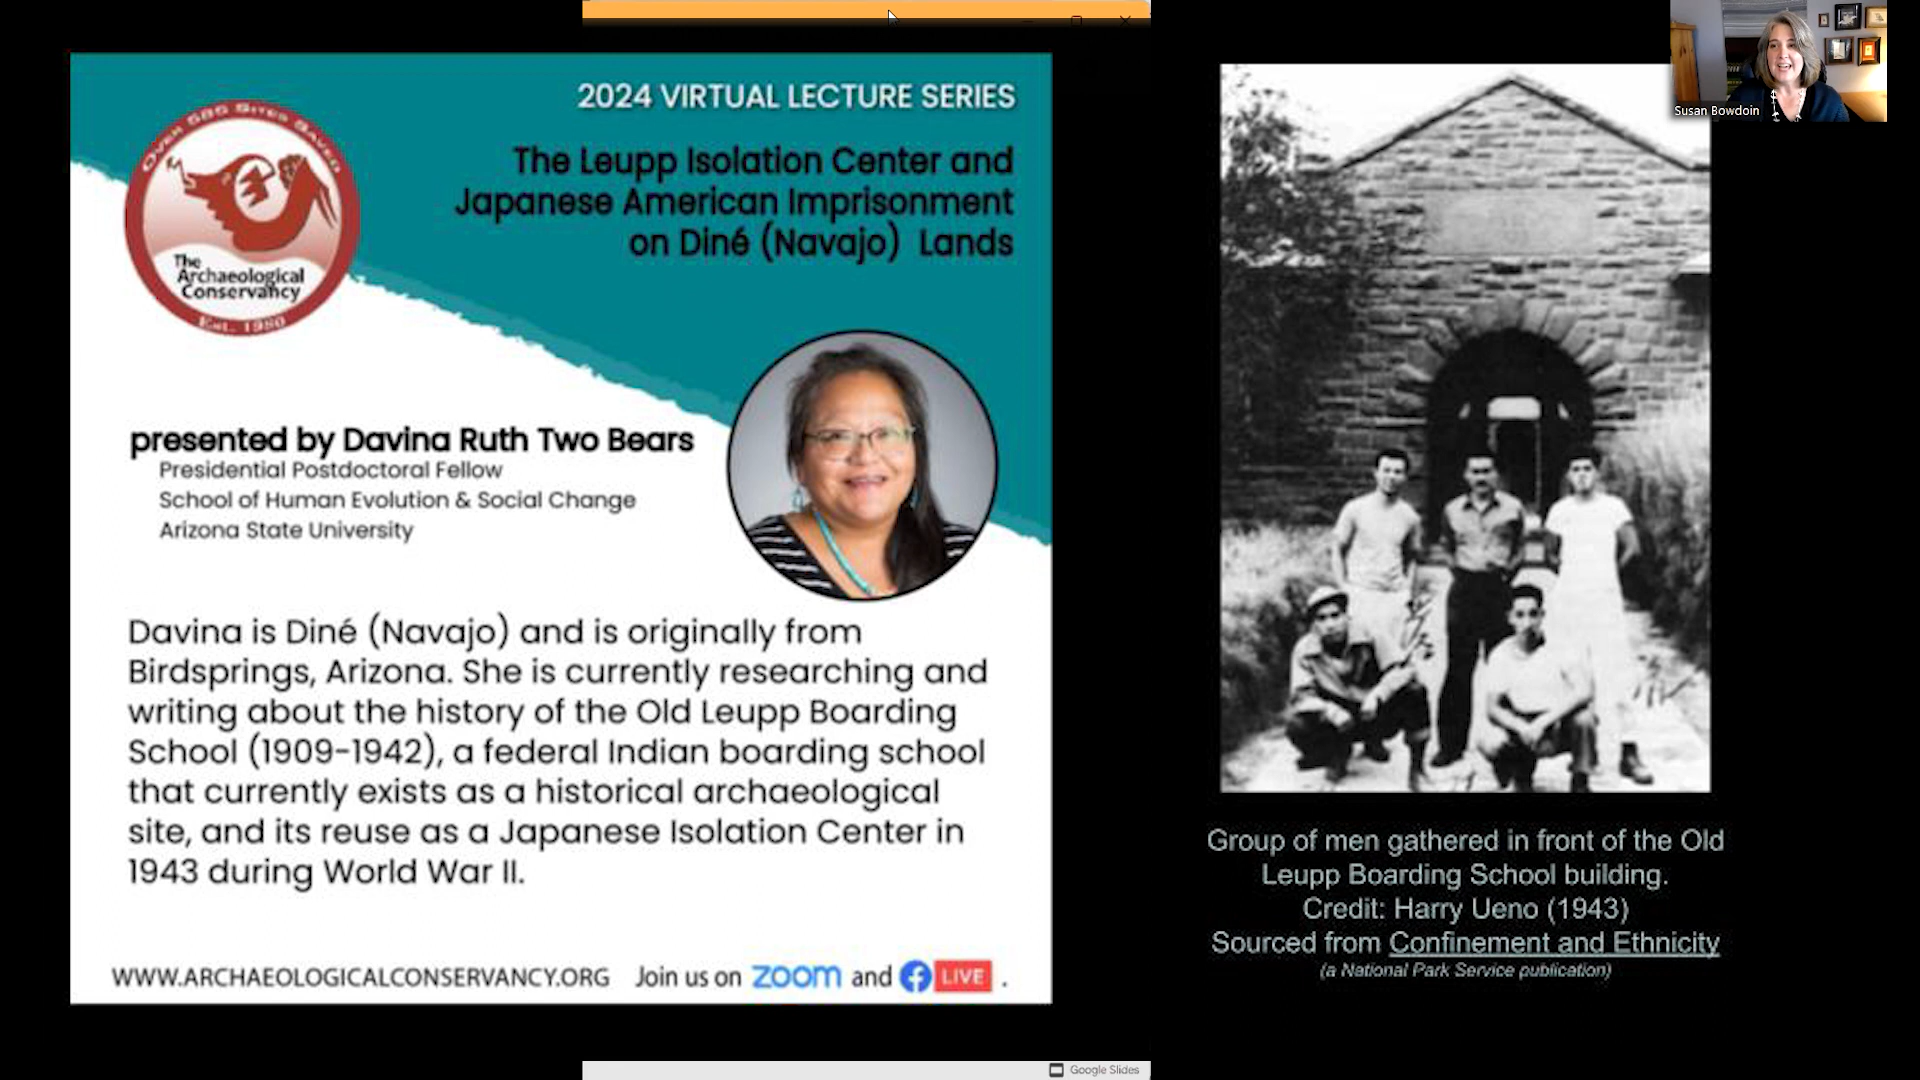 2024 VIRTUAL LECTURE SERIES
The Leupp Isolation Center and
Japanese American Imprisonment
on Diné (Navajo) Lands
OVER 585 SITES SAVED
The
Archaeological
Conservancy
Est. 1980
presented by Davina Ruth Two Bears
Presidential Postdoctoral Fellow
School of Human Evolution & Social Change
Arizona State University
Davina is Diné (Navajo) and is originally from
Birdsprings, Arizona. She is currently researching and
writing about the history of the Old Leupp Boarding
School (1909-1942), a federal Indian boarding school
that currently exists as a historical archaeological
site, and its reuse as a Japanese Isolation Center in
1943 during World War II.
WWW.ARCHAEOLOGICALCONSERVANCY.ORG Join us on zoom and f LIVE .
Susan Bowdoin
Group of men gathered in front of the Old
Leupp Boarding School building.
Credit: Harry Ueno (1943)
Sourced from Confinement and Ethnicity
(a National Park Service publication)
Google Slides